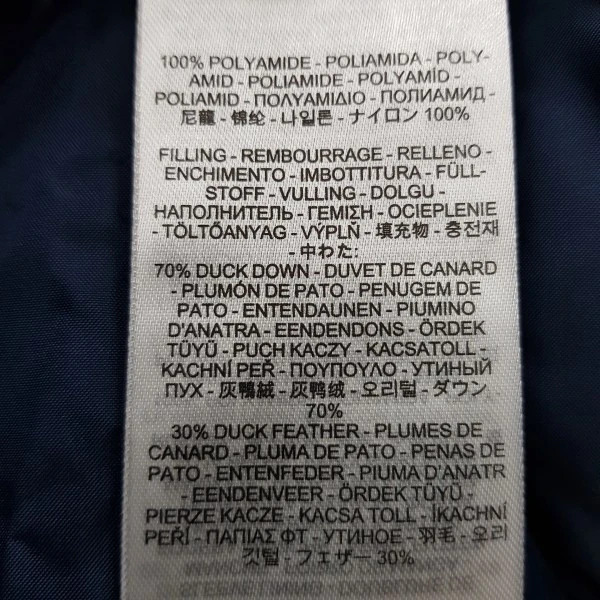 100% POLYAMIDE - POLIAMIDA - POLY-
AMID - POLIAMIDE - POLYAMÍD -
POLIAMID - ΠΟΛΥΑΜΙΔΙΟ - ПОЛИАМИД -
尼龍 - 锦纶 - 나일론 - ナイロン 100%
FILLING - REMBOURRAGE - RELLENO -
ENCHIMENTO - IMBOTTITURA - FÜLL-
STOFF - VULLING - DOLGU -
НАПОЛНИТЕЛЬ - ΓΕΜΙΣΗ - OCIEPLENIE
- TÖLTŐANYAG - VÝPLŇ - 填充物 - 충전재
- 中わた:
70% DUCK DOWN - DUVET DE CANARD
- PLUMÓN DE PATO - PENUGEM DE
PATO - ENTENDAUNEN - PIUMINO
D'ANATRA - EENDENDONS - ÖRDEK
TÜYÜ - PUCH KACZY - KACSATOLL -
KACHNÍ PEŘ - ΠΟΥΠΟΥΛΟ - УТИНЫЙ
ПУХ - 灰鴨絨 - 灰鸭绒 - 오리털 - ダウン
70%
30% DUCK FEATHER - PLUMES DE
CANARD - PLUMA DE PATO - PENAS DE
PATO - ENTENFEDER - PIUMA D'ANATR
- EENDENVEER - ÖRDEK TÜYÜ -
PIERZE KACZE - KACSA TOLL - İKACHNÍ
PEŘÍ - ΠΑΠΙΑΣ ΦΤ - УТИНОЕ - 羽毛 - 오리
깃털 - フェザー 30%